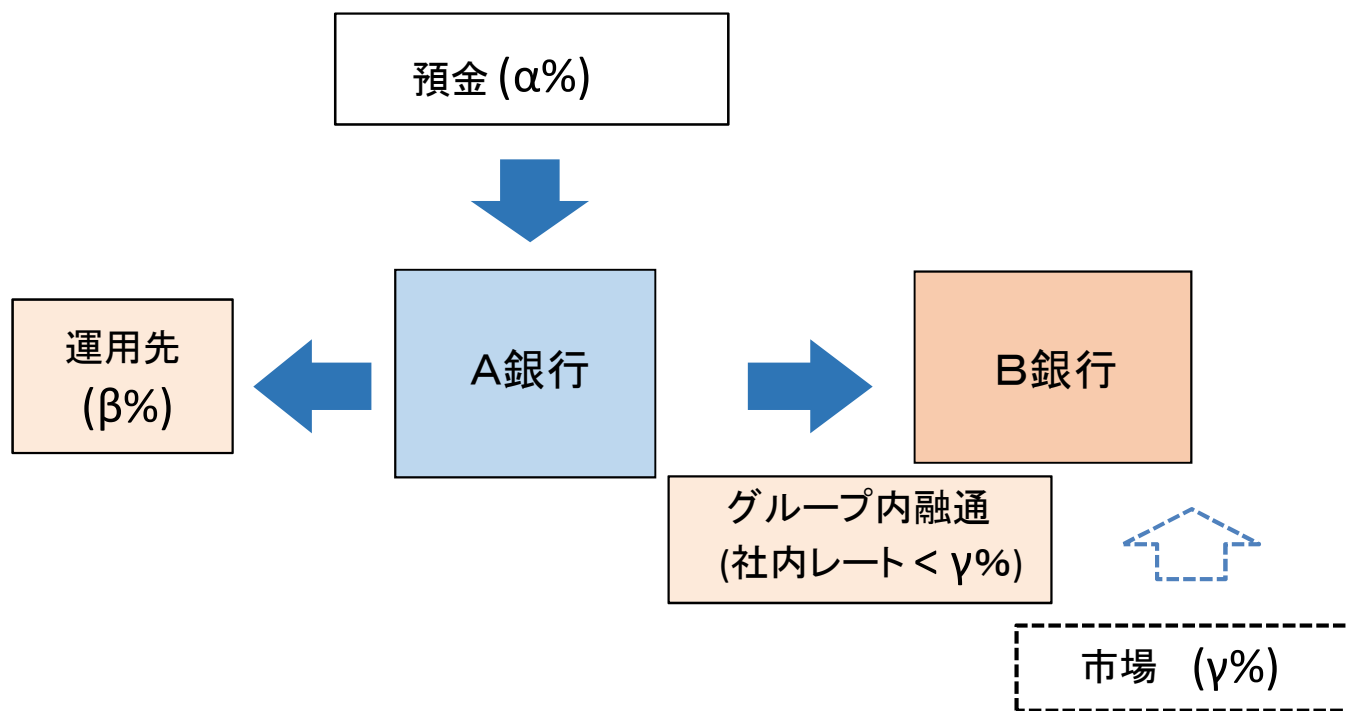 預金 (α%)
運用先
(β%)
A銀行
B銀行
グループ内融通
(社内レート < γ%)
市場 (γ%)